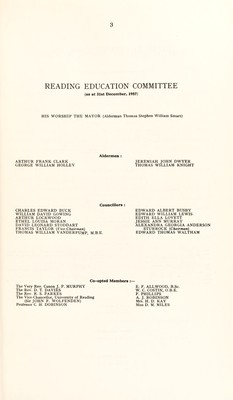 3
READING EDUCATION COMMITTEE
(as at 31st December, 1957)
HIS WORSHIP THE MAYOR (Alderman Thomas Stephen William Smart)
Aldermen :
ARTHUR FRANK CLARK
GEORGE WILLIAM HOLLEY
JEREMIAH JOHN DWYER
THOMAS WILLIAM KNIGHT
Councillors :
CHARLES EDWARD BUCK
WILLIAM DAVID GOWING
ARTHUR LOCKWOOD
ETHEL LOUISA MORAN
DAVID LEONARD STODDART
FRANCIS TAYLOR (Vice-Chairman)
THOMAS WILLIAM VANDERPUMP, M.B.E.
EDWARD ALBERT BUSBY
EDWARD WILLIAM LEWIS
EDITH ELLA LOVETT
JESSIE ANN MURRAY
ALEXANDRA GEORGIA ANDERSON
STURROCK (Chairman)
EDWARD THOMAS WALTHAM
Co-opted Members :—
The Very Rev. Canon J. P. MURPHY
The Rev. D. T. DAVIES
The Rev. R. S. PARKES
The Vice-Chancellor, University of Reading
(Sir JOHN F. WOLFENDEN)
Professor C. H. DOBINSON
E. P. ALLWOOD, B.Sc.
W. C. COSTIN, O.B.E.
F. PHILLIPS
A. J. ROBINSON
Mrs. H. D. KAY
Miss D. M. MILES